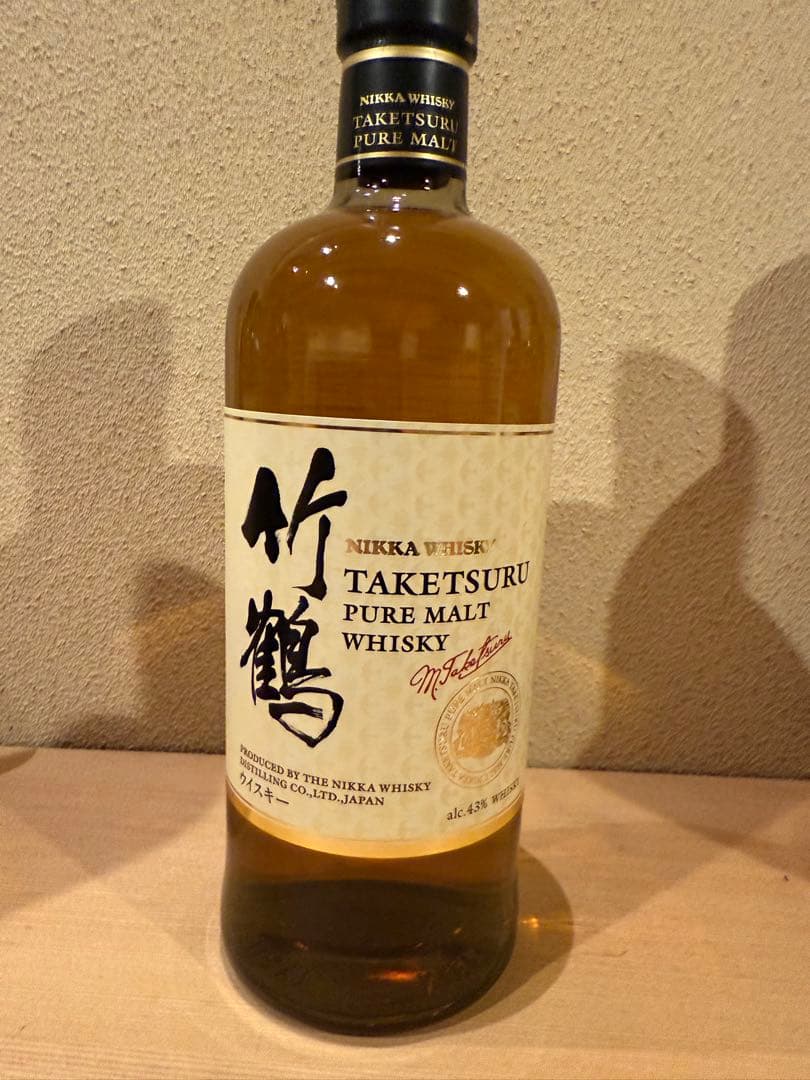 NIKKA WHISKY
TAKETSURU
PURE MALT
竹鶴
NIKKA WHISKY
TAKETSURU
PURE MALT
WHISKY
M. Taketsuru
PRODUCED BY THE NIKKA WHISKY
DISTILLING CO.,LTD.,JAPAN
ウイスキー
alc.43% WHISKY